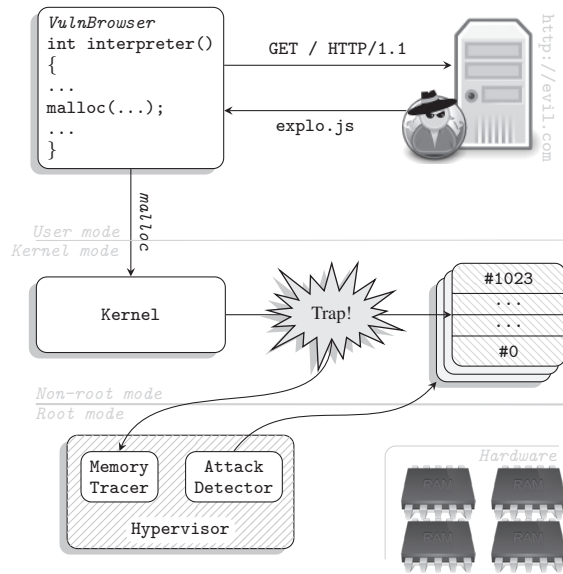 VulnBrowser
int interpreter()
{
...
malloc(...);
...
}
GET / HTTP/1.1
explo.js
http://evil.com
malloc
User mode
Kernel mode
Kernel
Trap!
#1023
...
...
#0
Non-root mode
Root mode
Memory
Tracer
Attack
Detector
Hypervisor
Hardware
RAM
RAM
RAM
RAM